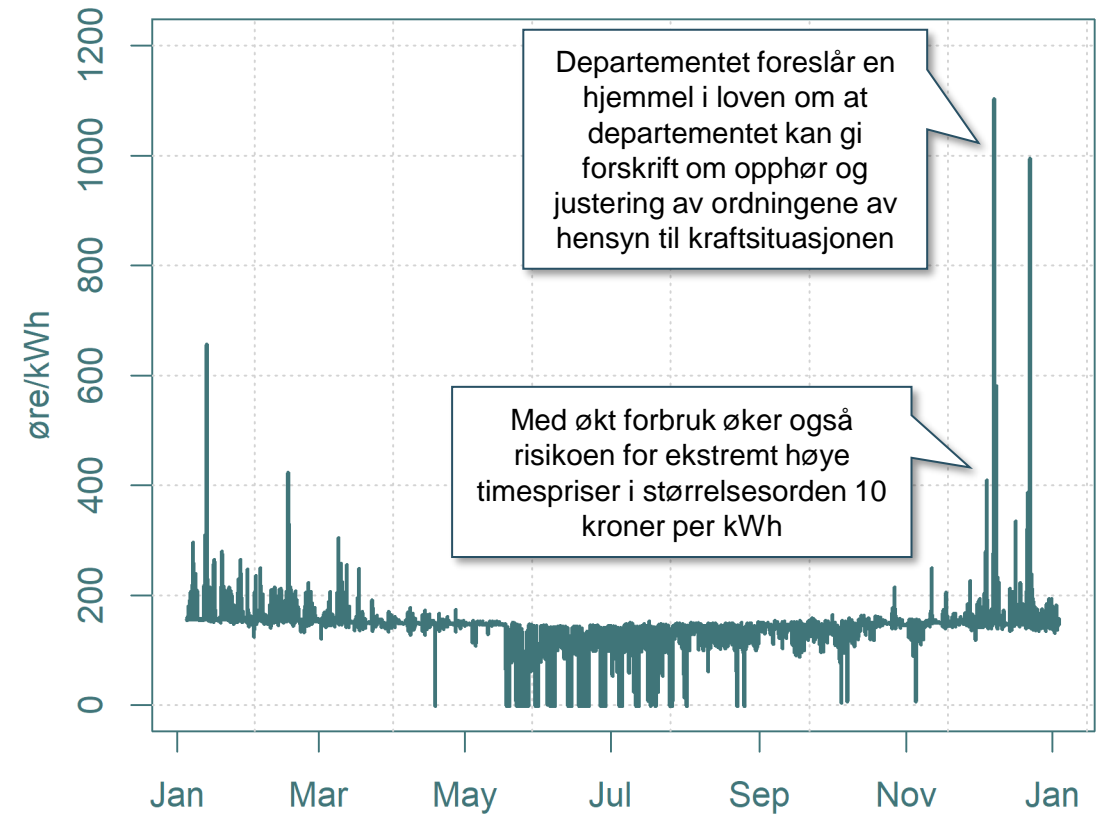 1200
1000
800
600
400
200
0
øre/kWh
Departementet foreslår en
hjemmel i loven om at
departementet kan gi
forskrift om opphør og
justering av ordningene av
hensyn til kraftsituasjonen
Med økt forbruk øker også
risikoen for ekstremt høye
timespriser i størrelsesorden 10
kroner per kWh
Jan Mar May Jul Sep Nov Jan